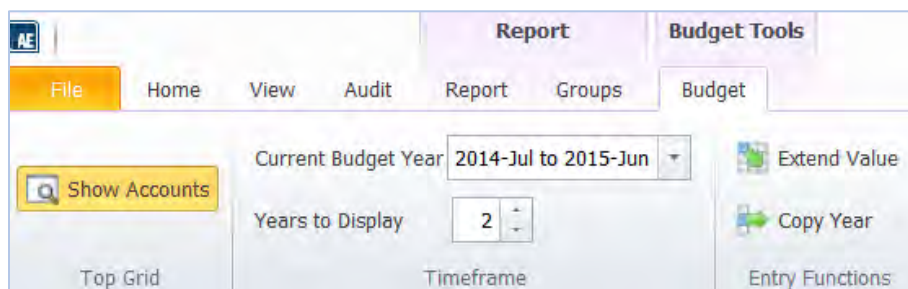 AE Report Budget Tools
File Home View Audit Report Groups Budget
Current Budget Year 2014-Jul to 2015-Jun Extend Value
Show Accounts
Years to Display 2 Copy Year
Top Grid Timeframe Entry Functions